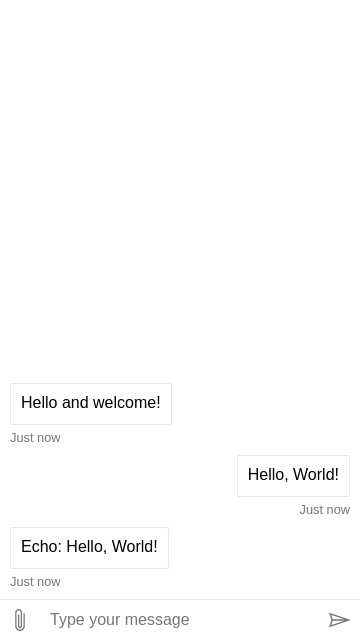 Hello and welcome!
Just now
Hello, World!
Just now
Echo: Hello, World!
Just now
Type your message